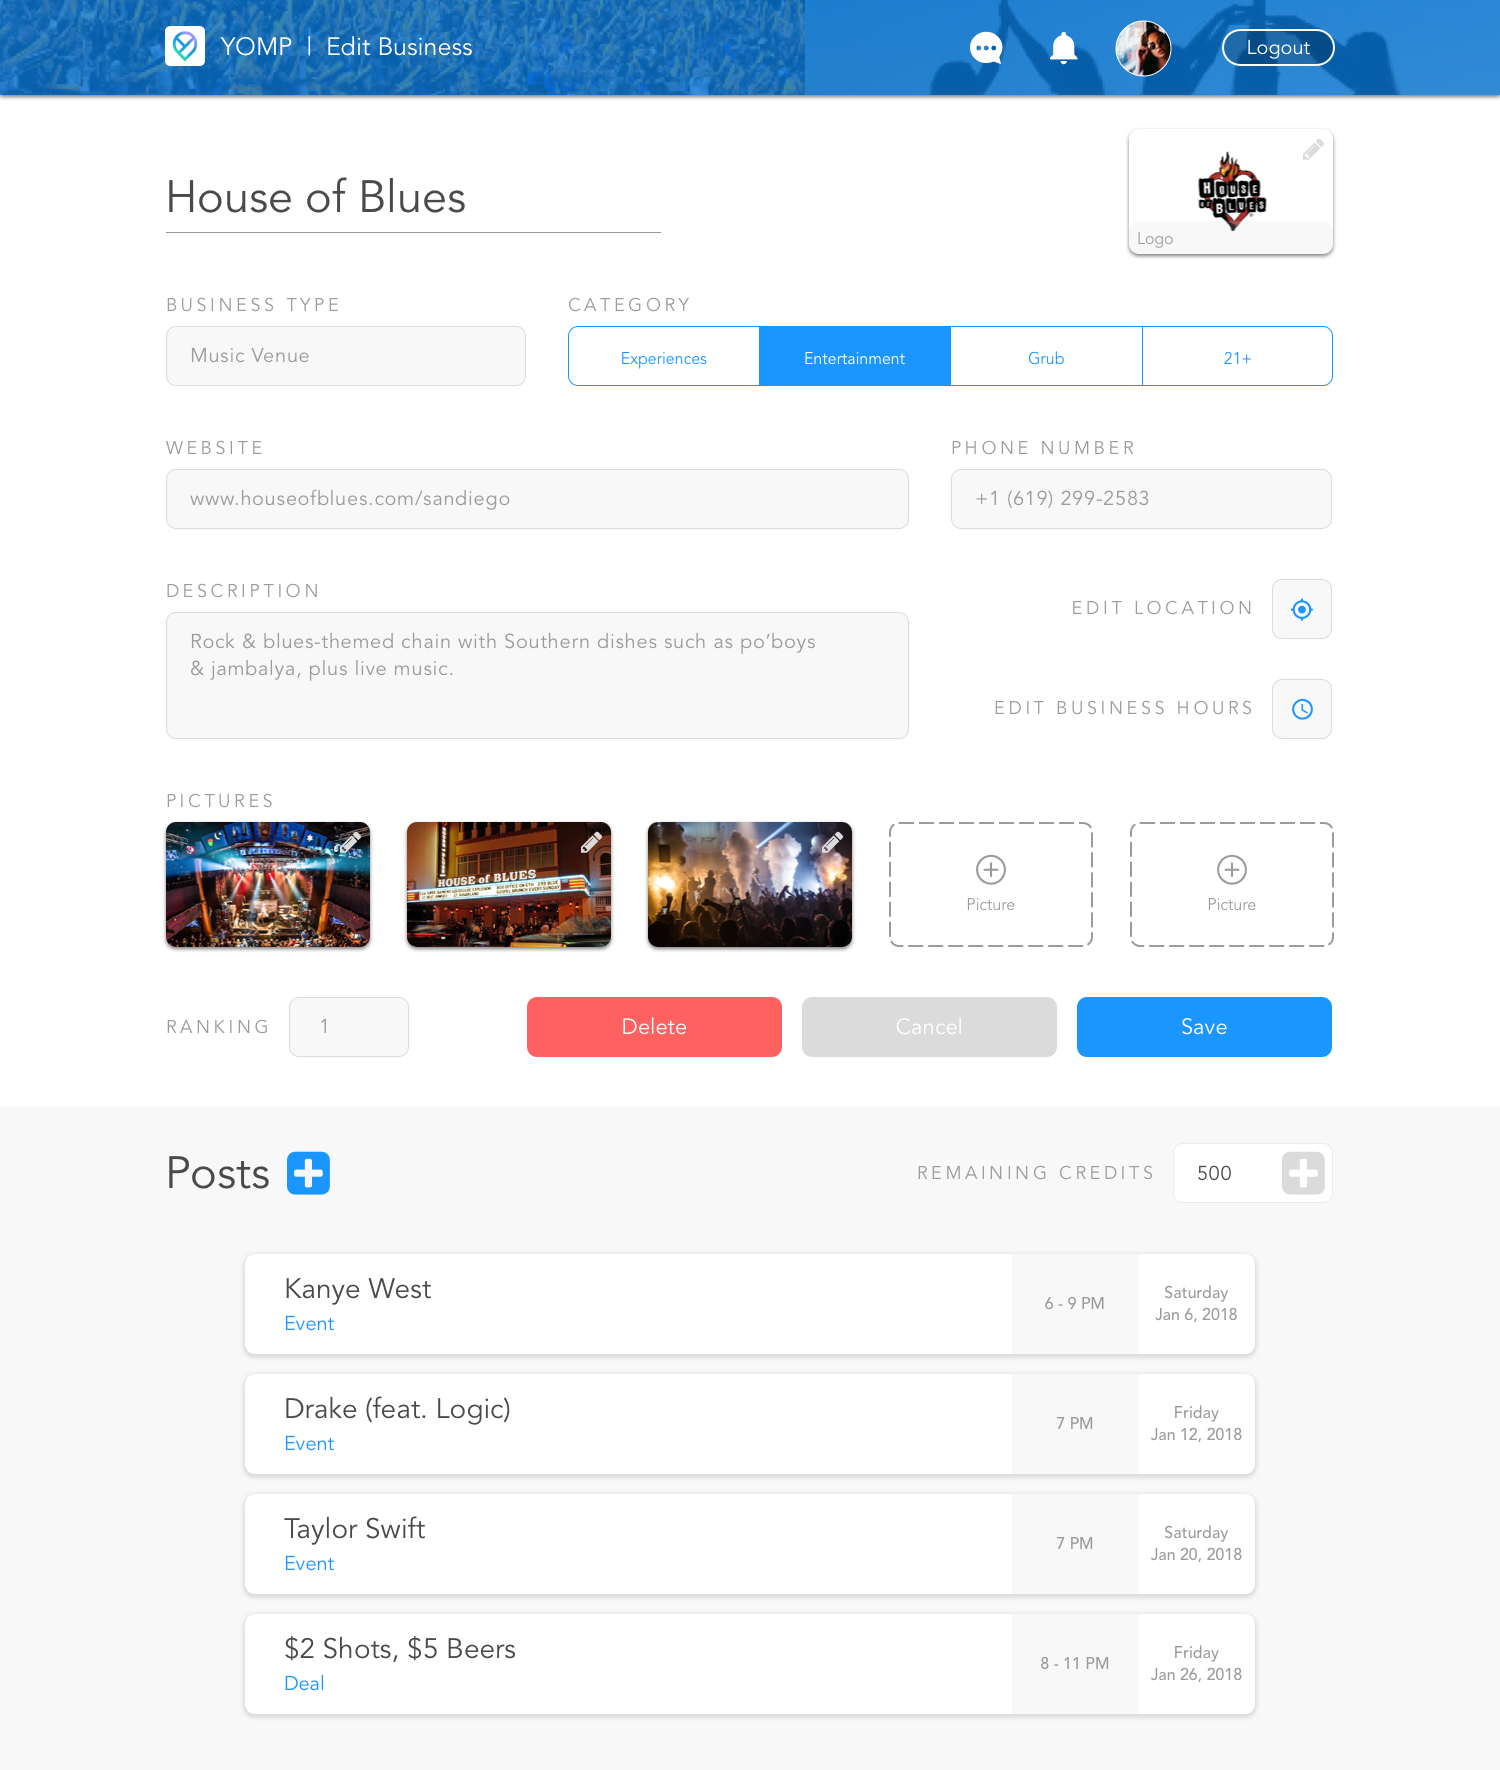 YOMP | Edit Business
Logout
House of Blues
HOUSE
OF BLUES
Logo
BUSINESS TYPE
CATEGORY
Music Venue
Experiences
Entertainment
Grub
21+
WEBSITE
PHONE NUMBER
www.houseofblues.com/sandiego
+1 (619) 299-2583
DESCRIPTION
Rock & blues-themed chain with Southern dishes such as po’boys
& jambalya, plus live music.
EDIT LOCATION
EDIT BUSINESS HOURS
PICTURES
HOUSE of BLUES
Picture
Picture
RANKING
1
Delete
Cancel
Save
Posts
REMAINING CREDITS
500
Kanye West
Event
6 - 9 PM
Saturday
Jan 6, 2018
Drake (feat. Logic)
Event
7 PM
Friday
Jan 12, 2018
Taylor Swift
Event
7 PM
Saturday
Jan 20, 2018
$2 Shots, $5 Beers
Deal
8 - 11 PM
Friday
Jan 26, 2018